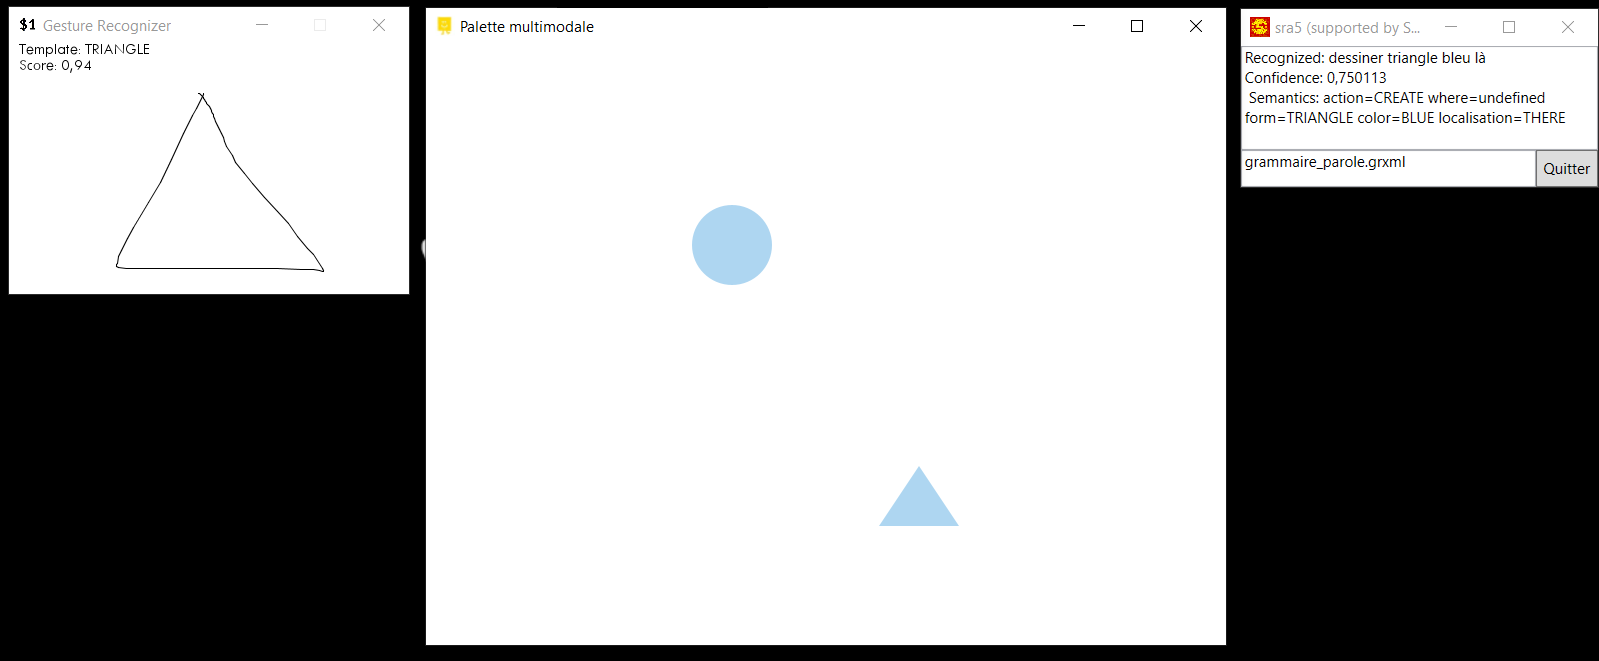 $1 Gesture Recognizer
Template: TRIANGLE
Score: 0,94
Palette multimodale
sra5 (supported by S...
Recognized: dessiner triangle bleu là
Confidence: 0,750113
Semantics: action=CREATE where=undefined
form=TRIANGLE color=BLUE localisation=THERE
grammaire_parole.grxml
Quitter